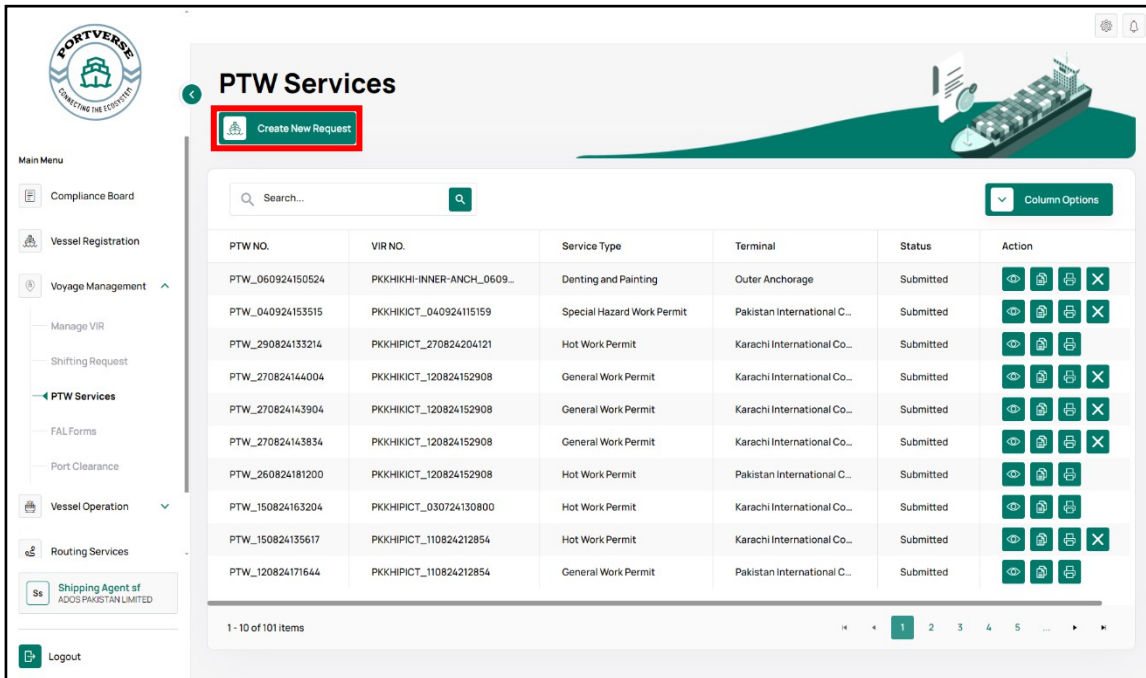 PORTVERSE
CONNECTING THE ECOSYSTEM
Main Menu
Compliance Board
Vessel Registration
Voyage Management
Manage VIR
Shifting Request
PTW Services
FAL Forms
Port Clearance
Vessel Operation
Routing Services
Ss
Shipping Agent sf
ADOS PAKISTAN LIMITED
Logout
PTW Services
Create New Request
Search...
Column Options
PTW NO. VIR NO. Service Type Terminal Status Action
PTW_060924150524 PKKHIKHI-INNER-ANCH_0609... Denting and Painting Outer Anchorage Submitted
PTW_040924153515 PKKHIKICT_040924115159 Special Hazard Work Permit Pakistan International C... Submitted
PTW_290824133214 PKKHIPICT_270824204121 Hot Work Permit Karachi International Co... Submitted
PTW_270824144004 PKKHIKICT_120824152908 General Work Permit Karachi International Co... Submitted
PTW_270824143904 PKKHIKICT_120824152908 General Work Permit Karachi International Co... Submitted
PTW_270824143834 PKKHIKICT_120824152908 General Work Permit Karachi International Co... Submitted
PTW_260824181200 PKKHIKICT_120824152908 Hot Work Permit Pakistan International C... Submitted
PTW_150824163204 PKKHIPICT_030724130800 Hot Work Permit Karachi International Co... Submitted
PTW_150824135617 PKKHIPICT_110824212854 Hot Work Permit Karachi International Co... Submitted
PTW_120824171644 PKKHIPICT_110824212854 General Work Permit Pakistan International C... Submitted
1 - 10 of 101 items
1 2 3 4 5 ...